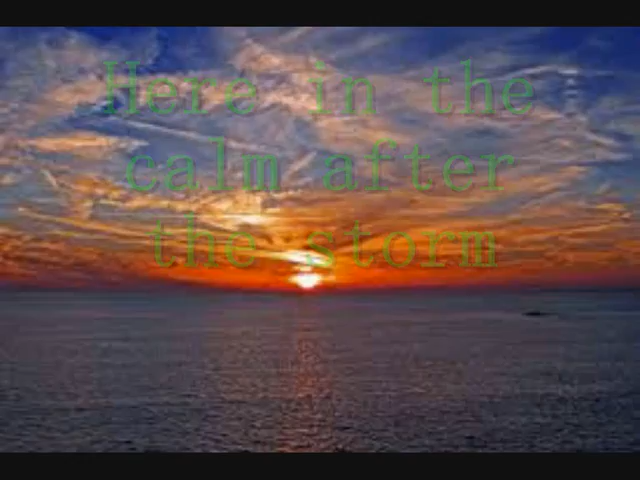 Here in the
calm after
the storm